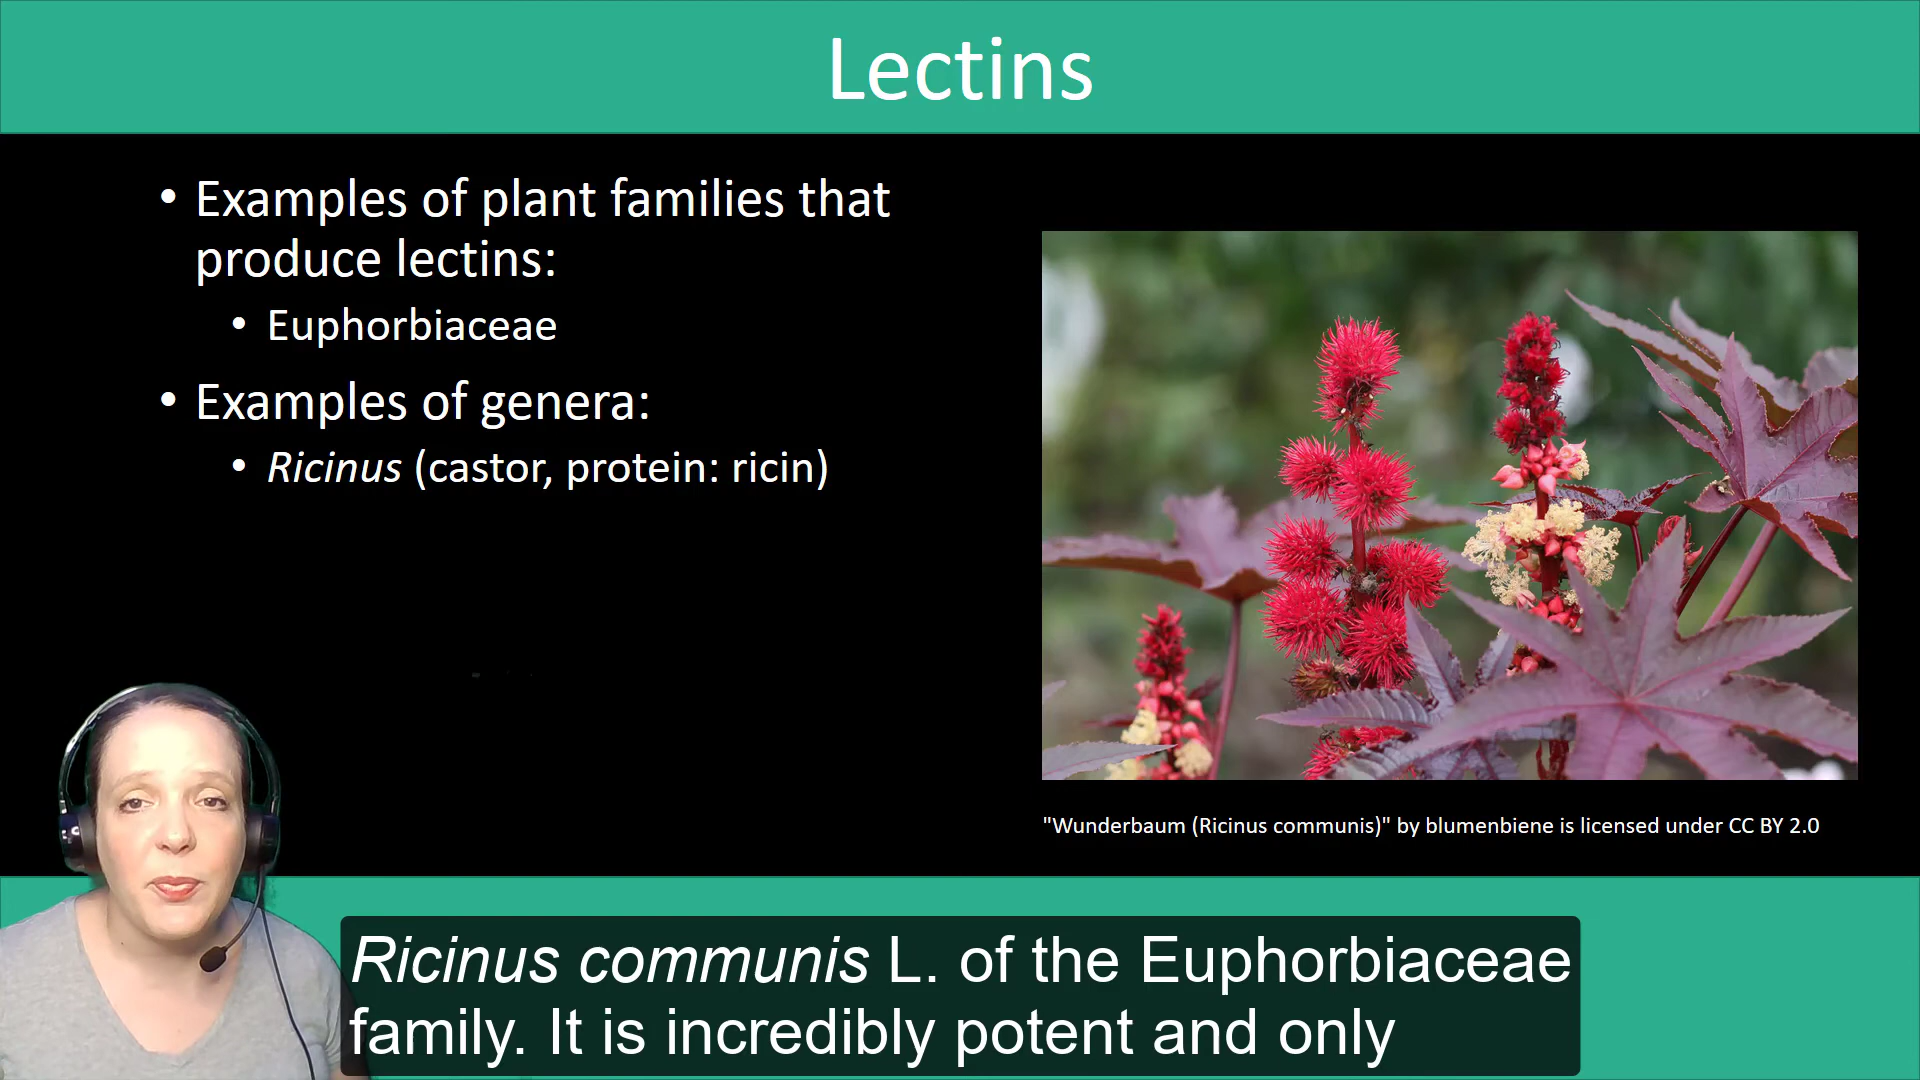 Lectins
• Examples of plant families that
produce lectins:
• Euphorbiaceae
• Examples of genera:
• Ricinus (castor, protein: ricin)
"Wunderbaum (Ricinus communis)" by blumenbiene is licensed under CC BY 2.0
Ricinus communis L. of the Euphorbiaceae
family. It is incredibly potent and only